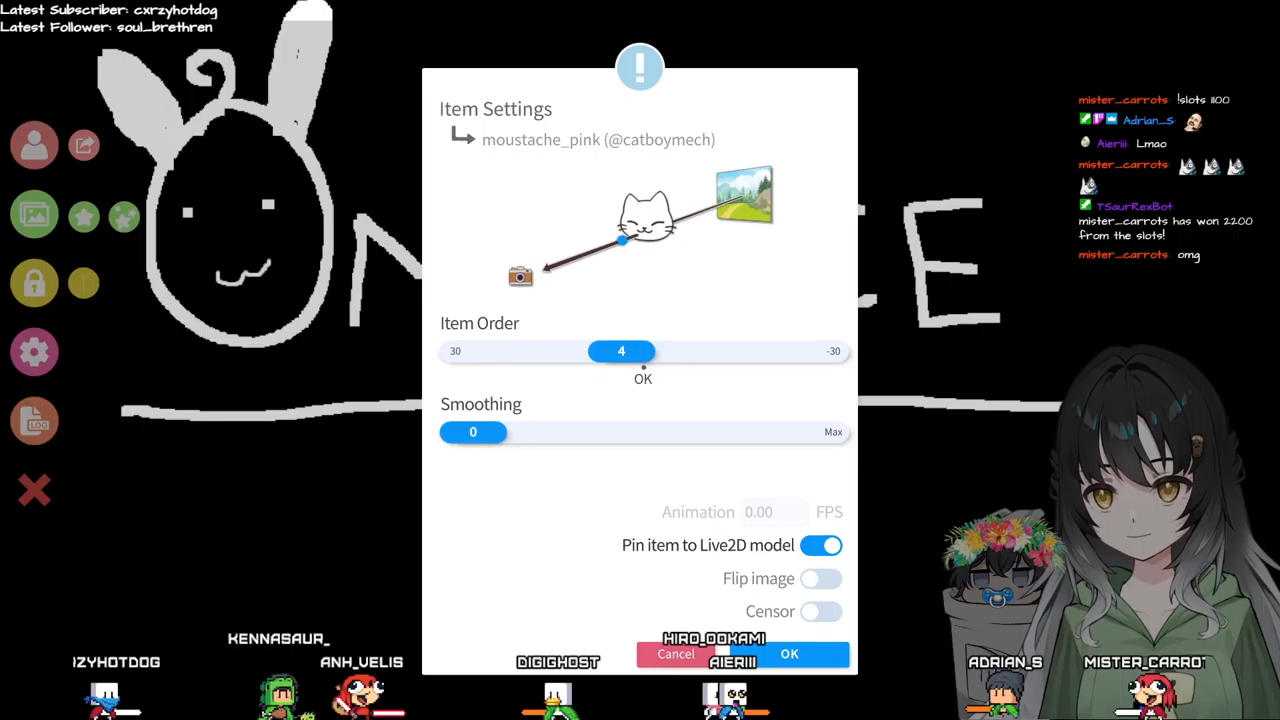 Latest Subscriber: cxrzyhotdog
Latest Follower: soul_brethren
Item Settings
moustache_pink (@catboymech)
Item Order
30
4
-30
OK
Smoothing
0
Max
Animation 0.00 FPS
Pin item to Live2D model
Flip image
Censor
Cancel
OK
mister_carrots !slots 1100
Adrian_S
Aieriii Lmao
mister_carrots
TSaurRexBot
mister_carrots has won 2200
from the slots!
mister_carrots omg
LOG
KENNASAUR_
HIRO_OOKAMI
IZYHOTDOG
ANH_VELIS
DIGIGHOST
AIERIII
ADRIAN_S
MISTER_CARROT